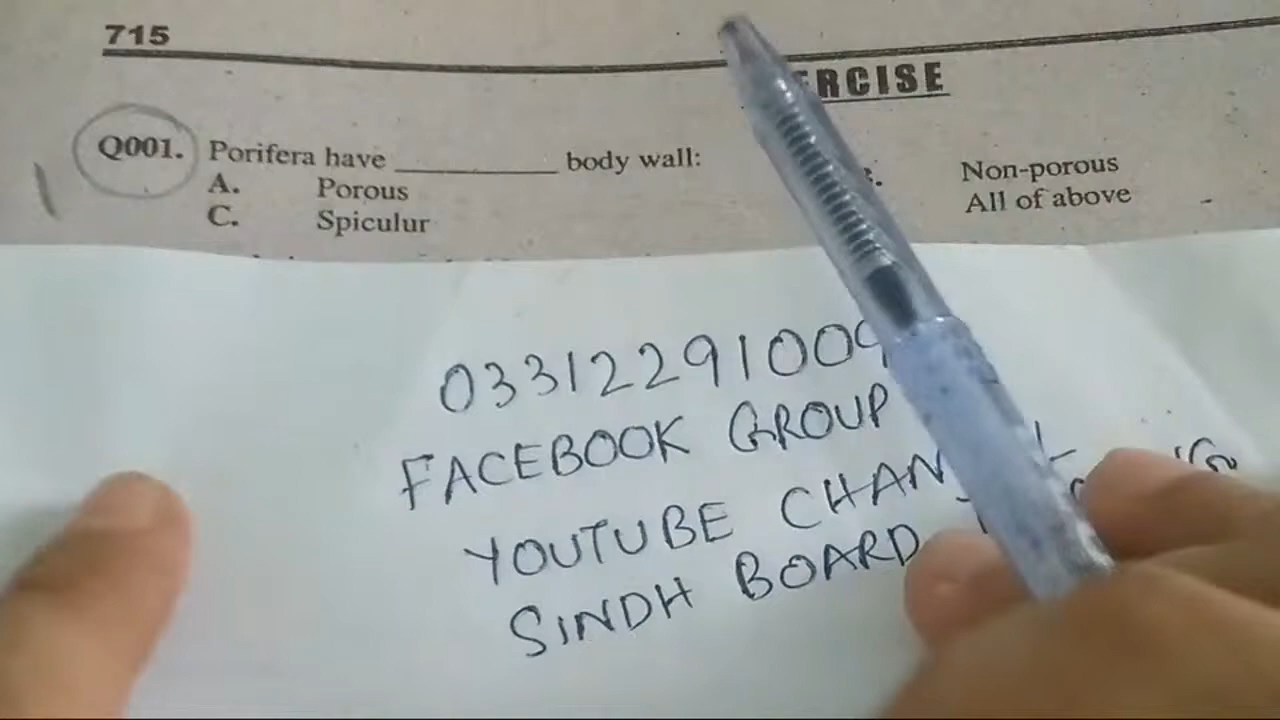 715
ERCISE
Q001. Porifera have __________ body wall:
A. Porous Non-porous
C. Spiculur All of above
03312291009
FACEBOOK GROUP
YOUTUBE
SINDH BOARD